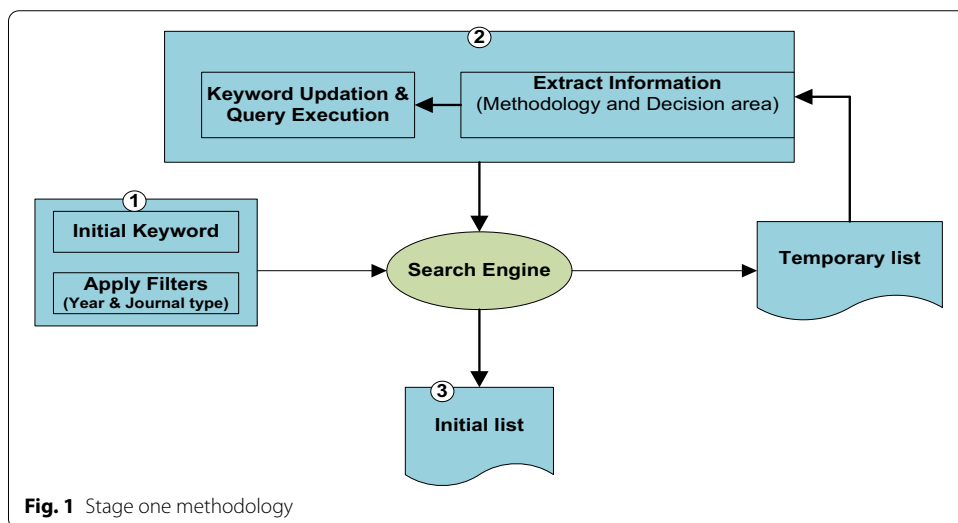 2
Keyword Updation &
Query Execution
Extract Information
(Methodology and Decision area)
1
Initial Keyword
Apply Filters
(Year & Journal type)
Search Engine
Temporary list
3
Initial list
Fig. 1 Stage one methodology